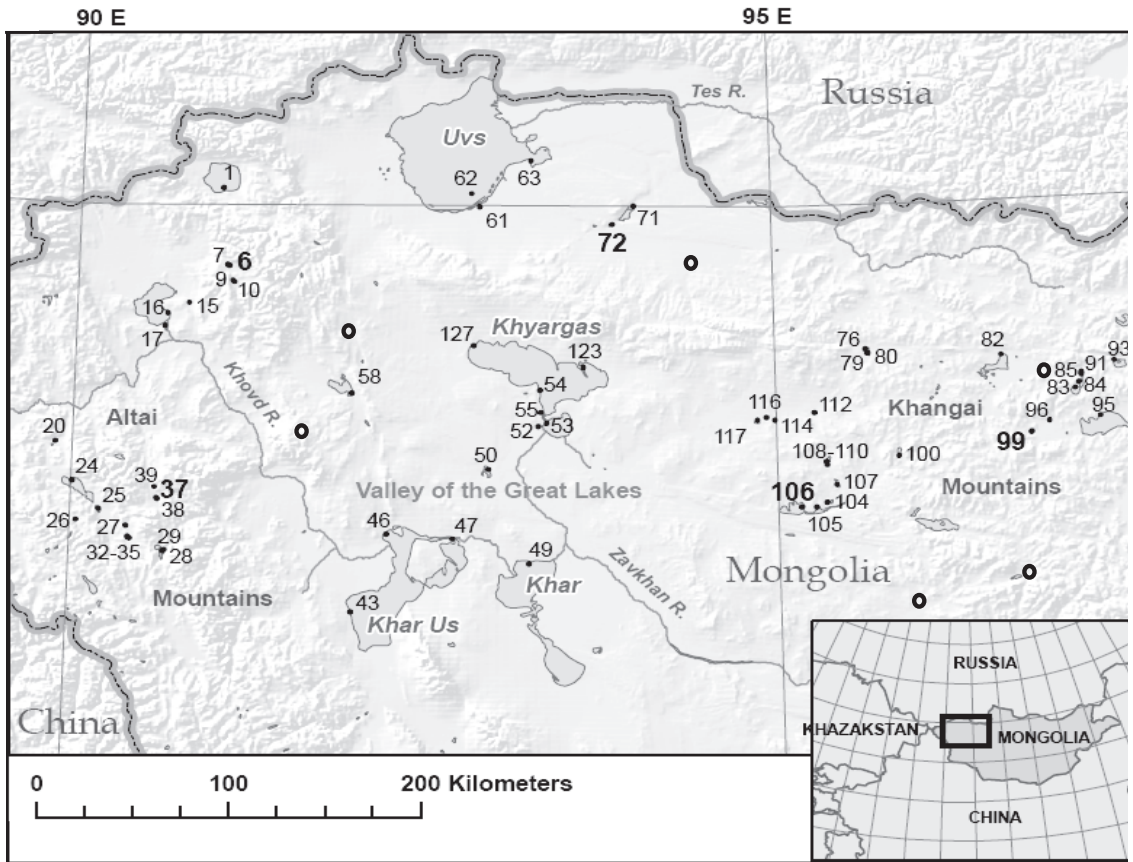 90 E
95 E
Tes R.
Russia
Uvs
1
62
63
61
71
72
7
6
9
10
16
15
17
127
Khyargas
123
76
80
79
82
93
91
85
84
83
58
54
Khovd R.
Altai
55
53
52
116
112
117
114
Khangai
96
95
99
20
50
108-110
100
24
39
37
38
25
Valley of the Great Lakes
106
107
104
105
Mountains
26
27
29
32-35
28
46
47
49
Khar
Zavkhan R.
Mongolia
Mountains
43
Khar Us
China
RUSSIA
KHAZAKSTAN
MONGOLIA
CHINA
0
100
200 Kilometers